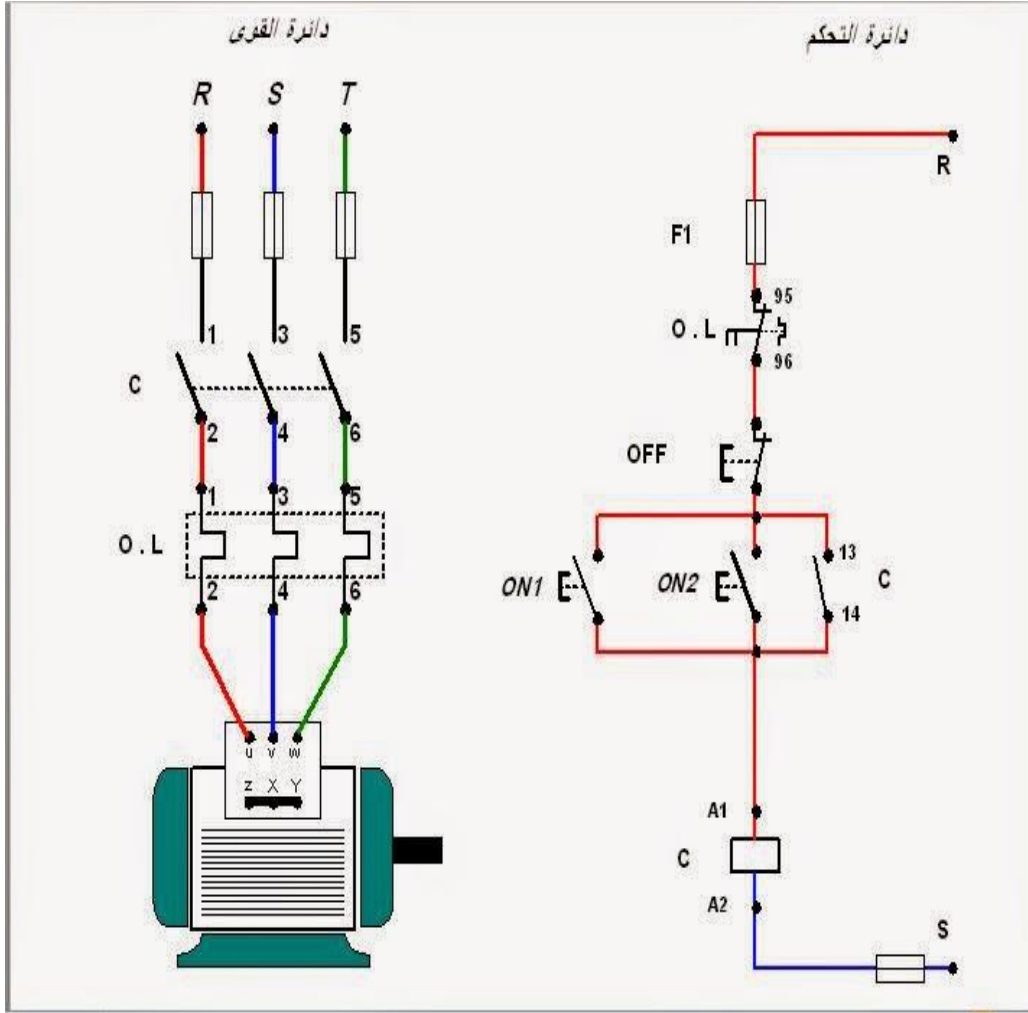 دائرة القوى
دائرة التحكم
R S T
R
F1
95
O . L
96
1 3 5
C
2 4 6
OFF
1 3 5
O . L
2 4 6
13
ON1
ON2
C
14
u v w
z X Y
A1
C
A2
S